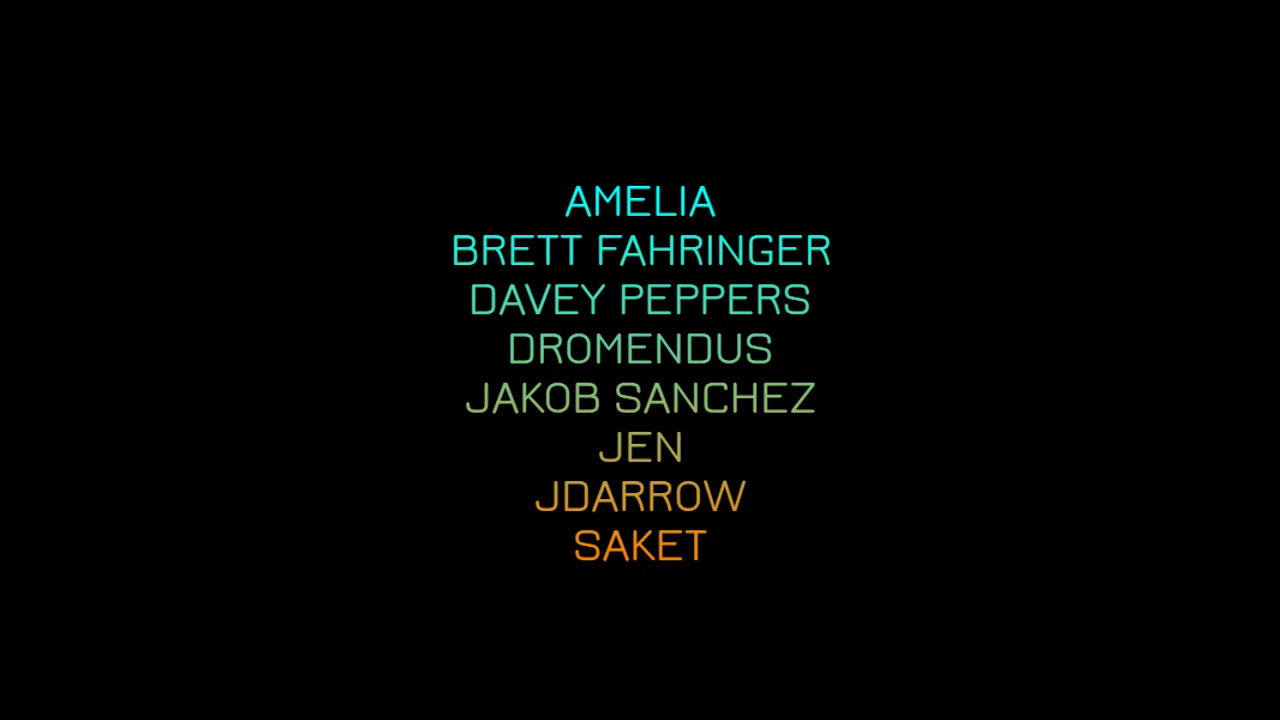 AMELIA
BRETT FAHRINGER
DAVEY PEPPERS
DROMENDUS
JAKOB SANCHEZ
JEN
JDARROW
SAKET